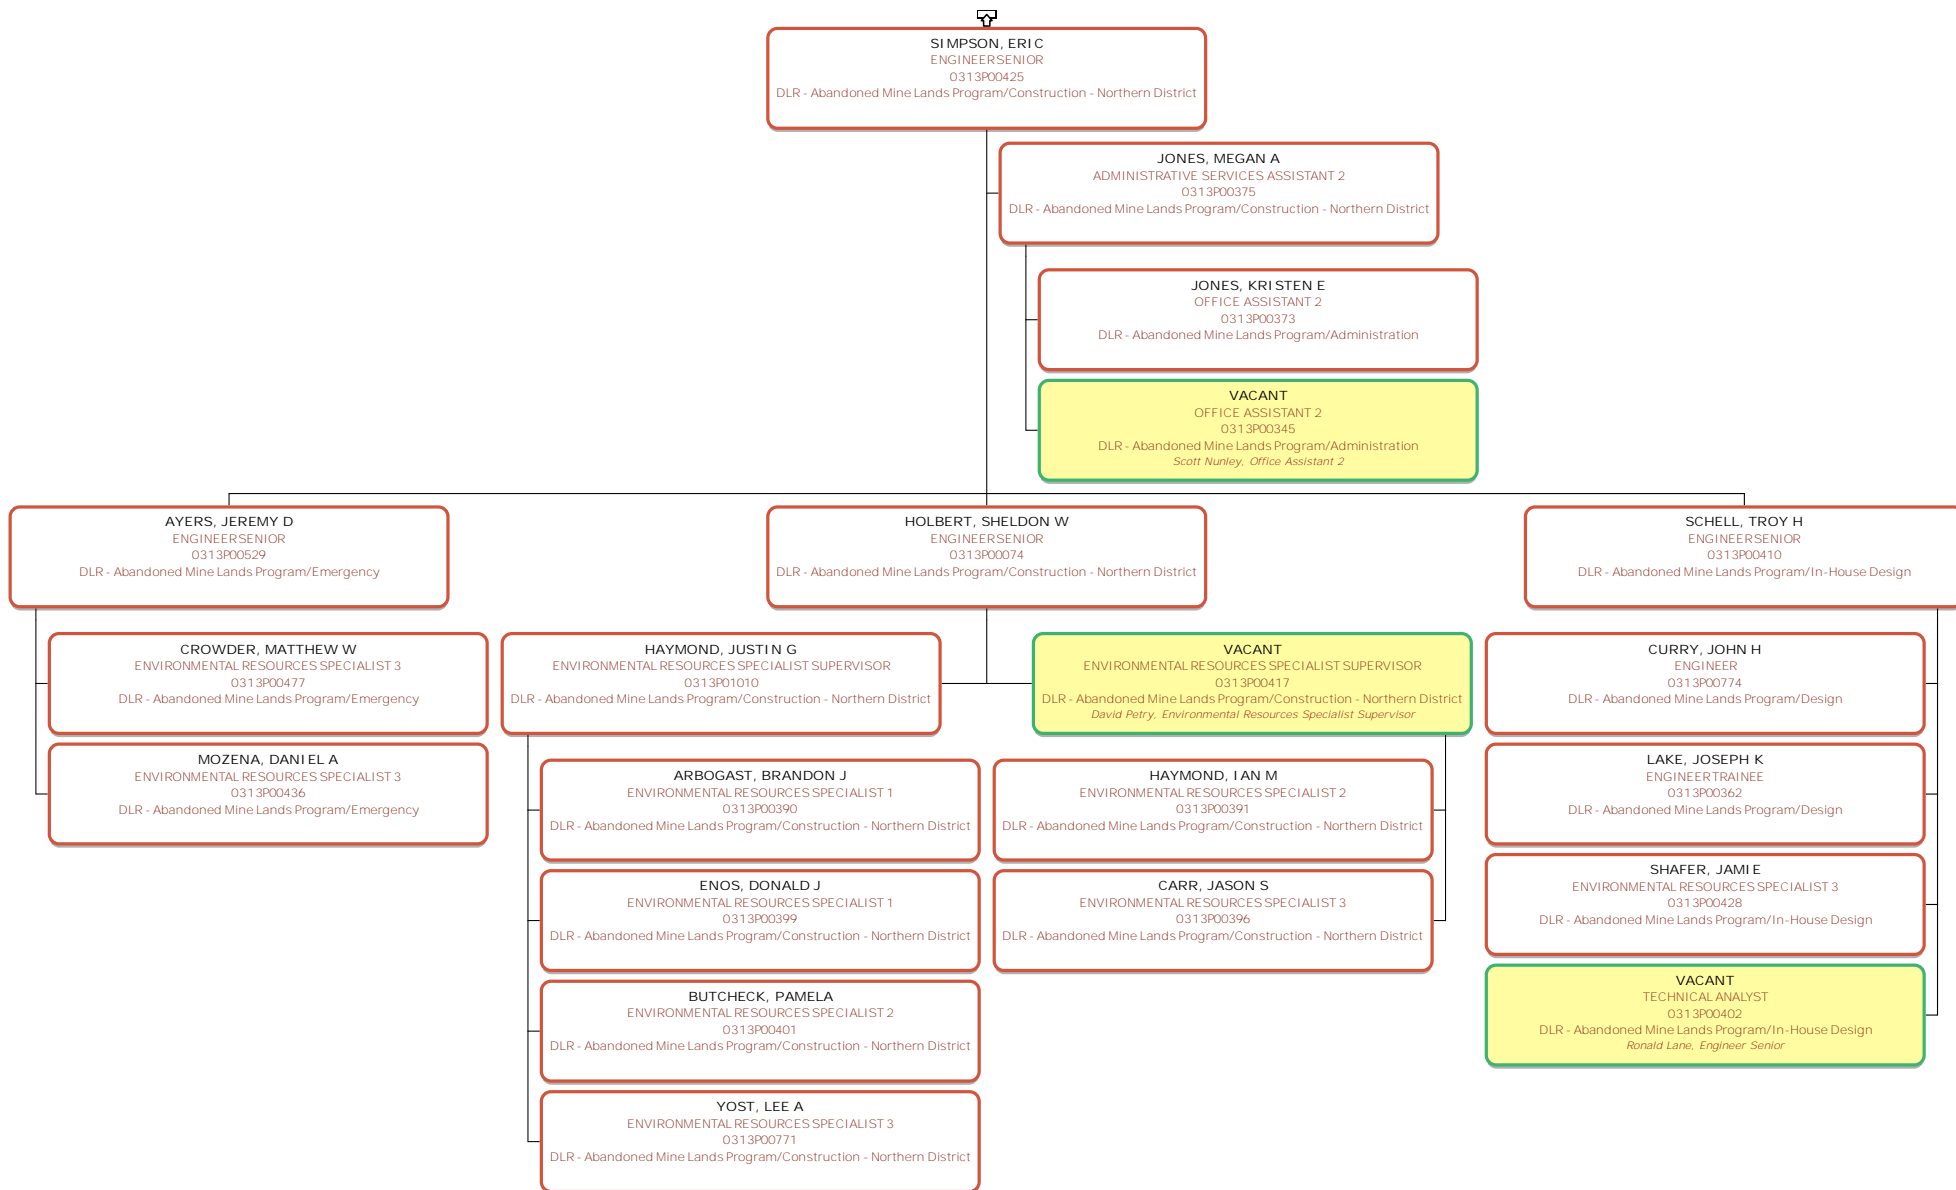 SIMPSON, ERIC
ENGINEER SENIOR
0313P00425
DLR - Abandoned Mine Lands Program/Construction - Northern District
JONES, MEGAN A
ADMINISTRATIVE SERVICES ASSISTANT 2
0313P00375
DLR - Abandoned Mine Lands Program/Construction - Northern District
JONES, KRISTEN E
OFFICE ASSISTANT 2
0313P00373
DLR - Abandoned Mine Lands Program/Administration
VACANT
OFFICE ASSISTANT 2
0313P00345
DLR - Abandoned Mine Lands Program/Administration
Scott Nunley, Office Assistant 2
AYERS, JEREMY D
ENGINEER SENIOR
0313P00529
DLR - Abandoned Mine Lands Program/Emergency
HOLBERT, SHELDON W
ENGINEER SENIOR
0313P00074
DLR - Abandoned Mine Lands Program/Construction - Northern District
SCHELL, TROY H
ENGINEER SENIOR
0313P00410
DLR - Abandoned Mine Lands Program/In-House Design
CROWDER, MATTHEW W
ENVIRONMENTAL RESOURCES SPECIALIST 3
0313P00477
DLR - Abandoned Mine Lands Program/Emergency
MOZENA, DANIEL A
ENVIRONMENTAL RESOURCES SPECIALIST 3
0313P00436
DLR - Abandoned Mine Lands Program/Emergency
HAYMOND, JUSTIN G
ENVIRONMENTAL RESOURCES SPECIALIST SUPERVISOR
0313P01010
DLR - Abandoned Mine Lands Program/Construction - Northern District
VACANT
ENVIRONMENTAL RESOURCES SPECIALIST SUPERVISOR
0313P00417
DLR - Abandoned Mine Lands Program/Construction - Northern District
David Petry, Environmental Resources Specialist Supervisor
ARBOGAST, BRANDON J
ENVIRONMENTAL RESOURCES SPECIALIST 1
0313P00390
DLR - Abandoned Mine Lands Program/Construction - Northern District
ENOS, DONALD J
ENVIRONMENTAL RESOURCES SPECIALIST 1
0313P00399
DLR - Abandoned Mine Lands Program/Construction - Northern District
BUTCHECK, PAMELA
ENVIRONMENTAL RESOURCES SPECIALIST 2
0313P00401
DLR - Abandoned Mine Lands Program/Construction - Northern District
YOST, LEE A
ENVIRONMENTAL RESOURCES SPECIALIST 3
0313P00771
DLR - Abandoned Mine Lands Program/Construction - Northern District
HAYMOND, IAN M
ENVIRONMENTAL RESOURCES SPECIALIST 2
0313P00391
DLR - Abandoned Mine Lands Program/Construction - Northern District
CARR, JASON S
ENVIRONMENTAL RESOURCES SPECIALIST 3
0313P00396
DLR - Abandoned Mine Lands Program/Construction - Northern District
CURRY, JOHN H
ENGINEER
0313P00774
DLR - Abandoned Mine Lands Program/Design
LAKE, JOSEPH K
ENGINEER TRAINEE
0313P00362
DLR - Abandoned Mine Lands Program/Design
SHAFER, JAMIE
ENVIRONMENTAL RESOURCES SPECIALIST 3
0313P00428
DLR - Abandoned Mine Lands Program/In-House Design
VACANT
TECHNICAL ANALYST
0313P00402
DLR - Abandoned Mine Lands Program/In-House Design
Ronald Lane, Engineer Senior